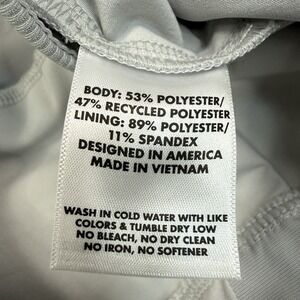 BODY: 53% POLYESTER/
47% RECYCLED POLYESTER
LINING: 89% POLYESTER/
11% SPANDEX
DESIGNED IN AMERICA
MADE IN VIETNAM
WASH IN COLD WATER WITH LIKE
COLORS & TUMBLE DRY LOW
NO BLEACH, NO DRY CLEAN
NO IRON, NO SOFTENER